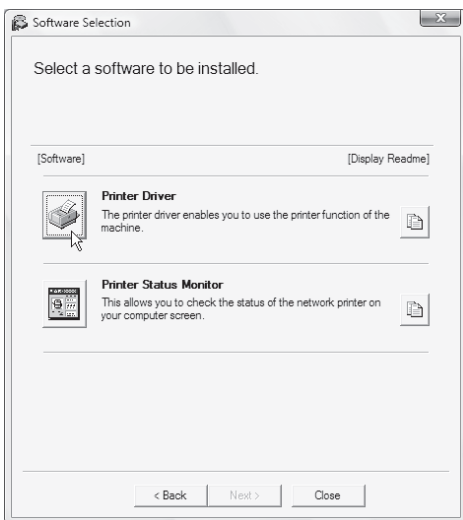 Software Selection
Select a software to be installed.
[Software] [Display Readme]
Printer Driver
The printer driver enables you to use the printer function of the
machine.
Printer Status Monitor
This allows you to check the status of the network printer on
your computer screen.
< Back Next > Close